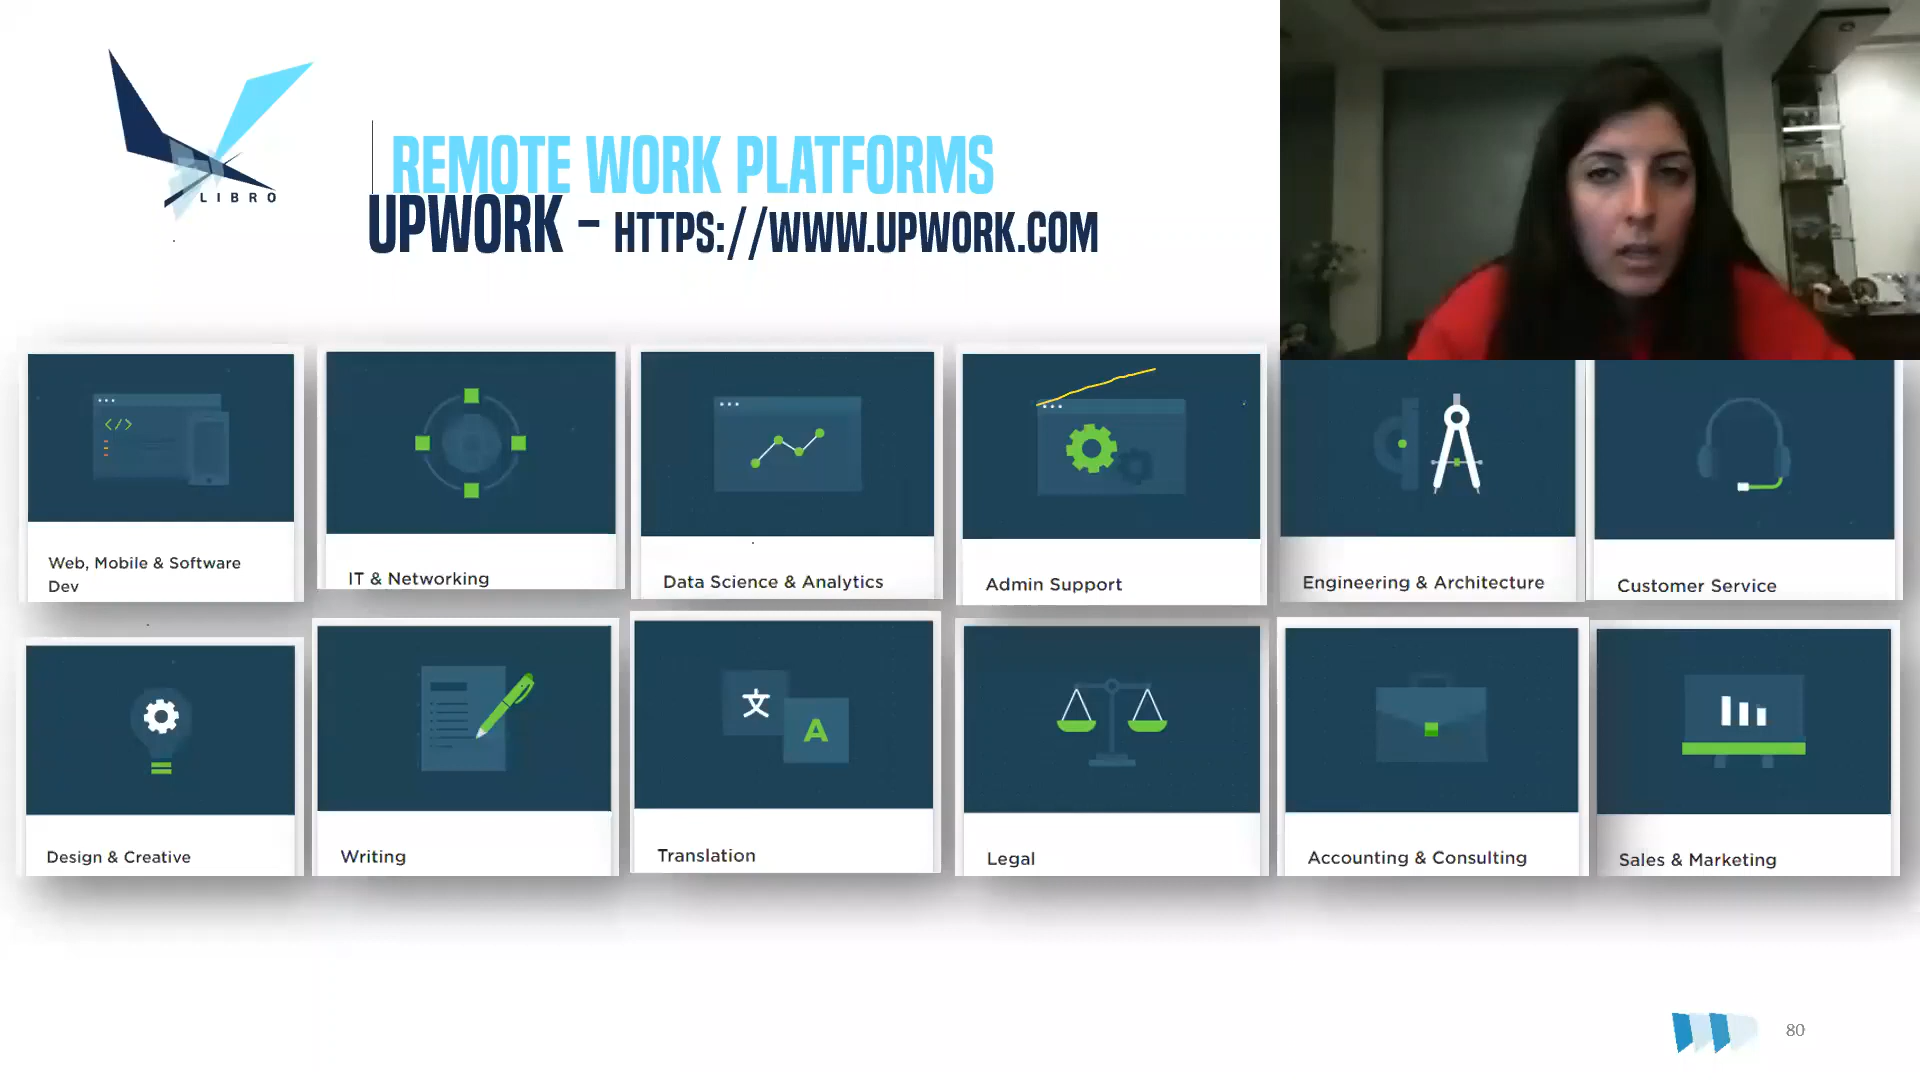 LIBRO
REMOTE WORK PLATFORMS
UPWORK – HTTPS://WWW.UPWORK.COM
</>
Web, Mobile & Software
Dev
IT & Networking
Data Science & Analytics
Admin Support
Engineering & Architecture
Customer Service
文
A
Design & Creative
Writing
Translation
Legal
Accounting & Consulting
Sales & Marketing
80